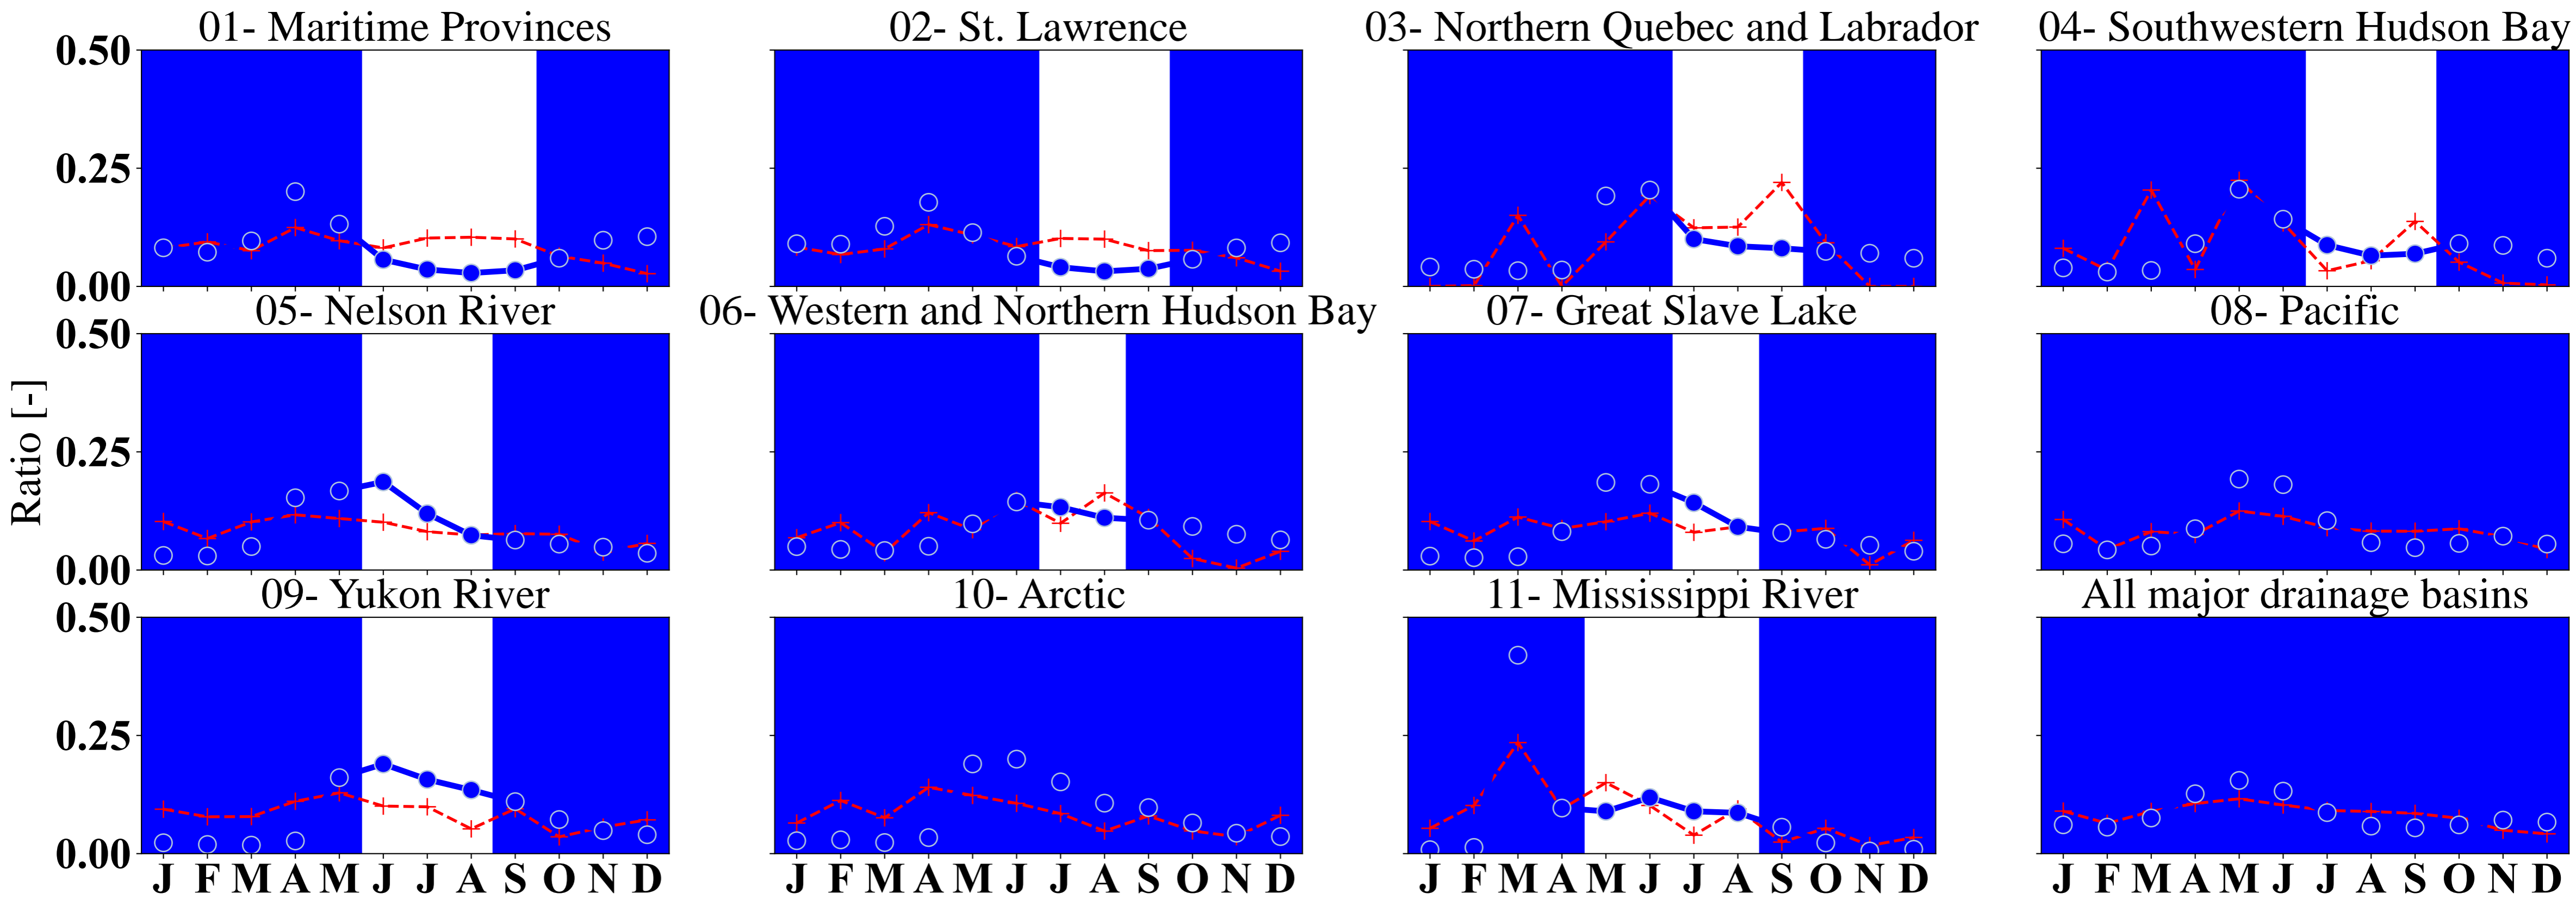 01- Maritime Provinces
02- St. Lawrence
03- Northern Quebec and Labrador
04- Southwestern Hudson Bay
0.50
0.25
0.00
05- Nelson River
06- Western and Northern Hudson Bay
07- Great Slave Lake
08- Pacific
Ratio [-]
0.50
0.25
0.00
09- Yukon River
10- Arctic
11- Mississippi River
All major drainage basins
0.50
0.25
0.00
J F M A M J J A S O N D
J F M A M J J A S O N D
J F M A M J J A S O N D
J F M A M J J A S O N D